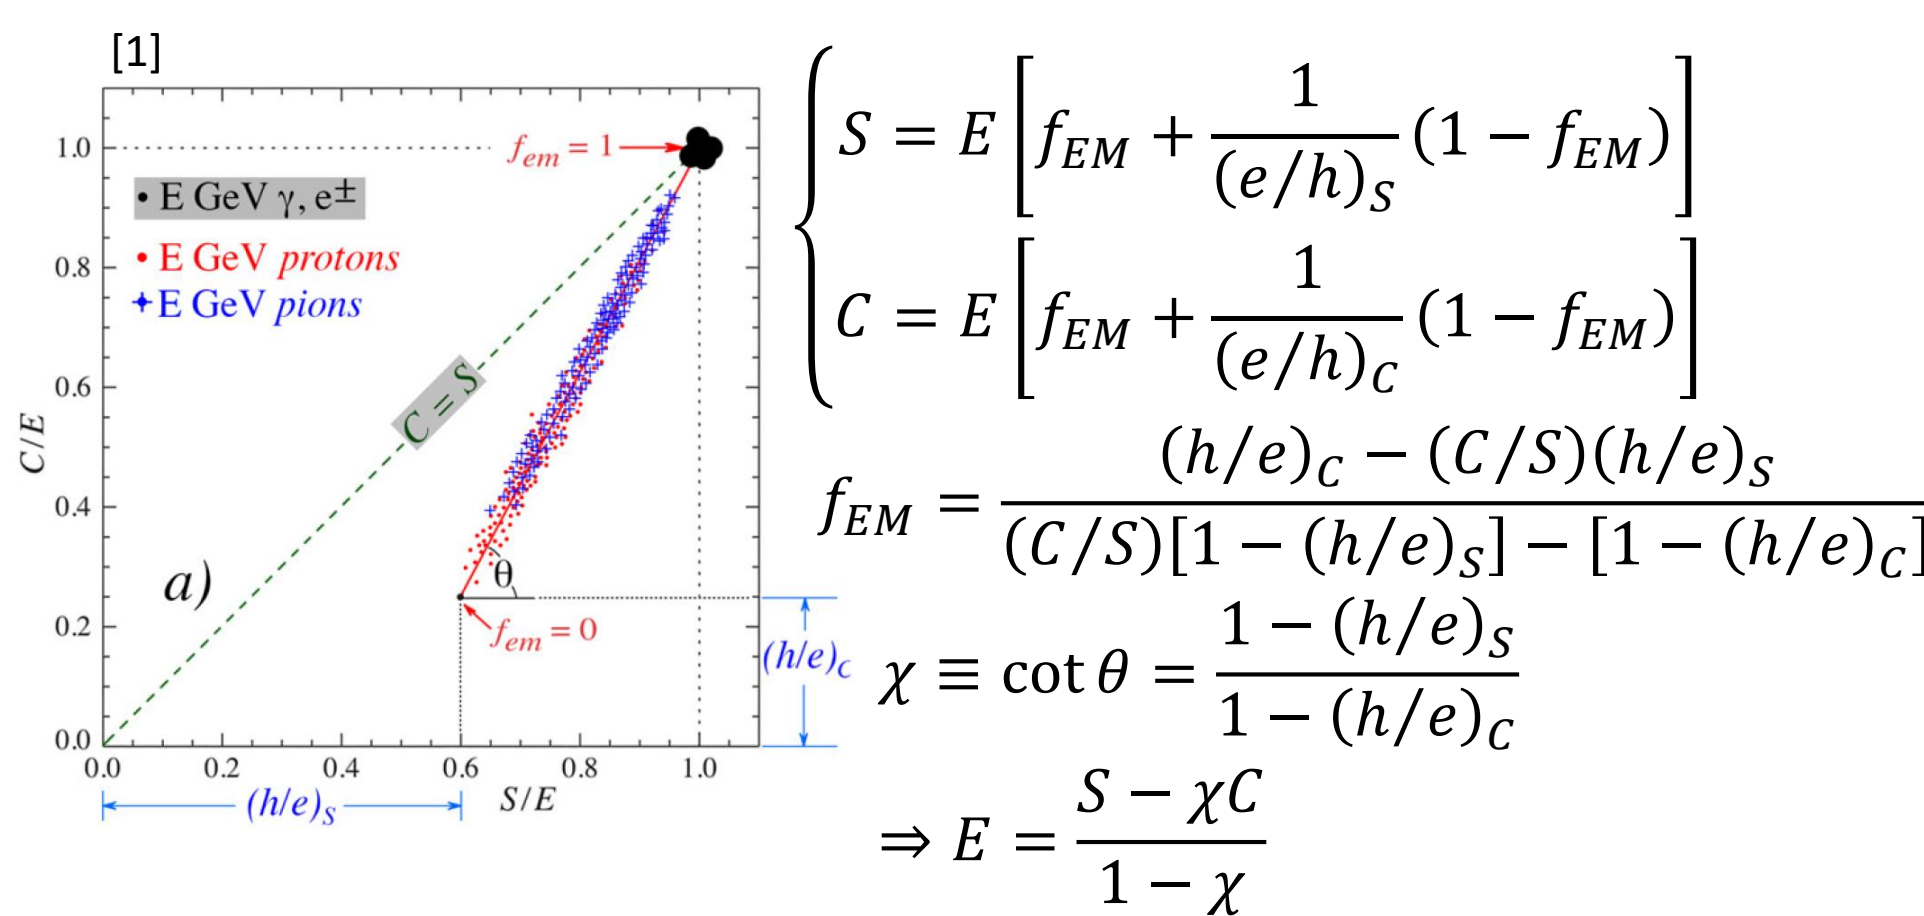 [1]
1.0
0.8
0.6
0.4
0.2
0.0
C/E
f_em = 1
• E GeV γ, e±
• E GeV protons
+ E GeV pions
C = S
a)
θ
f_em = 0
(h/e)_C
0.0 0.2 0.4 0.6 0.8 1.0
(h/e)_S
S/E
S = E [ f_EM + 1/(e/h)_S (1 − f_EM) ]
C = E [ f_EM + 1/(e/h)_C (1 − f_EM) ]
f_EM = (h/e)_C − (C/S)(h/e)_S / (C/S)[1 − (h/e)_S] − [1 − (h/e)_C]
χ ≡ cot θ = 1 − (h/e)_S / 1 − (h/e)_C
⇒ E = S − χC / 1 − χ